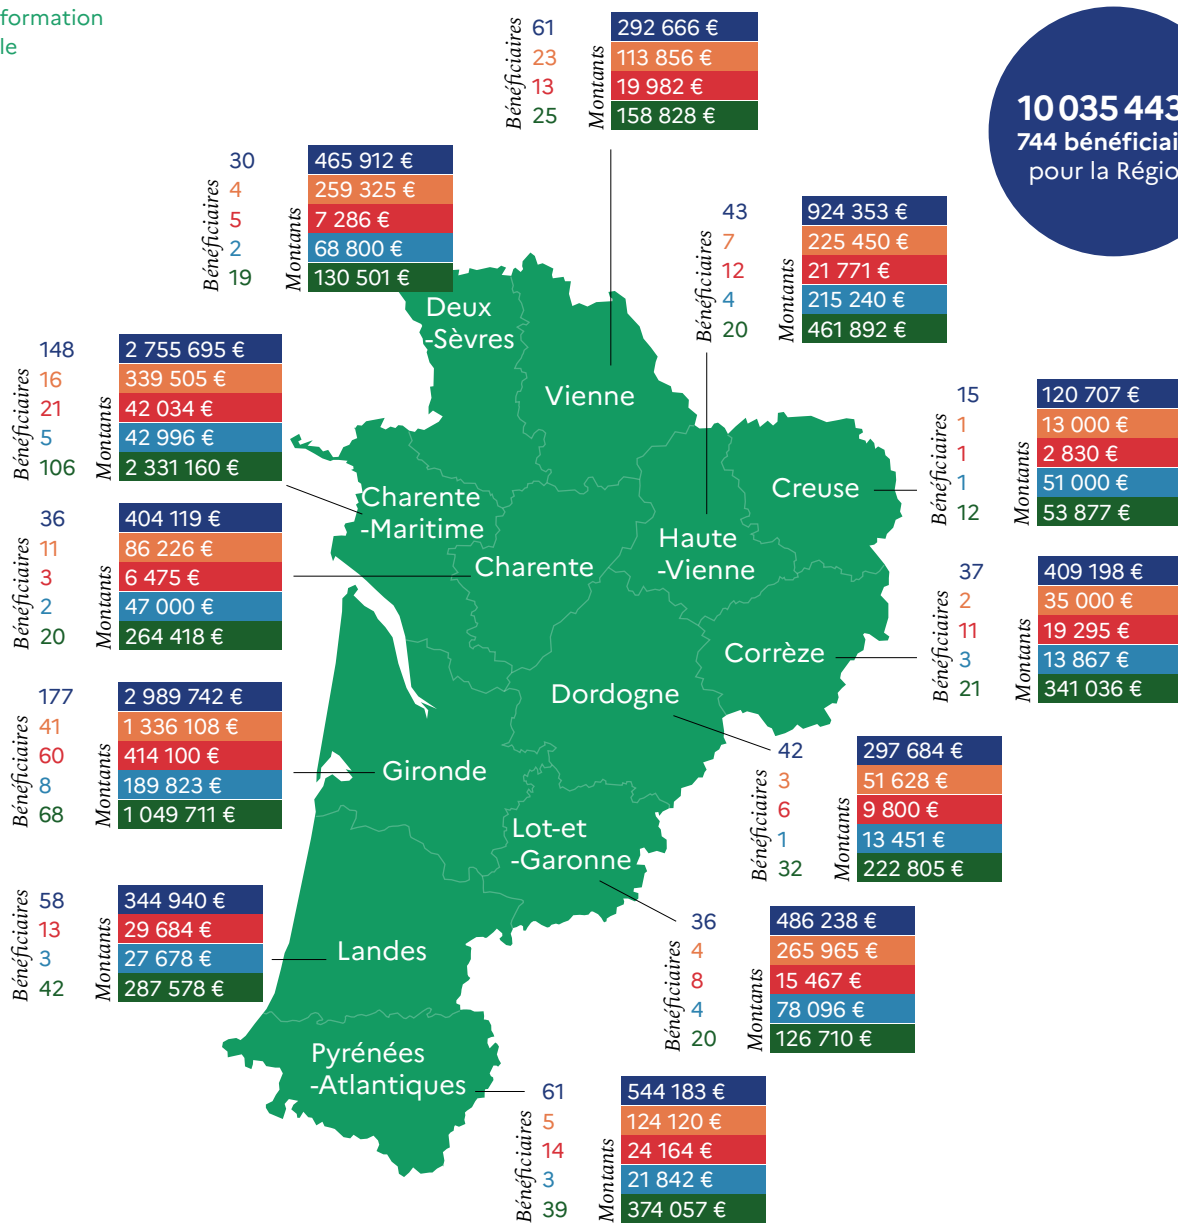 formation
le
Bénéficiaires
61
23
13
25
Montants
292 666 €
113 856 €
19 982 €
158 828 €
10 035 443
744 bénéficiai
pour la Régio
Bénéficiaires
30
4
5
2
19
Montants
465 912 €
259 325 €
7 286 €
68 800 €
130 501 €
Bénéficiaires
43
7
12
4
20
Montants
924 353 €
225 450 €
21 771 €
215 240 €
461 892 €
Deux
-Sèvres
Vienne
Bénéficiaires
148
16
21
5
106
Montants
2 755 695 €
339 505 €
42 034 €
42 996 €
2 331 160 €
Bénéficiaires
15
1
1
1
12
Montants
120 707 €
13 000 €
2 830 €
51 000 €
53 877 €
Charente
-Maritime
Creuse
Haute
-Vienne
Charente
Bénéficiaires
36
11
3
2
20
Montants
404 119 €
86 226 €
6 475 €
47 000 €
264 418 €
Bénéficiaires
37
2
11
3
21
Montants
409 198 €
35 000 €
19 295 €
13 867 €
341 036 €
Corrèze
Dordogne
Bénéficiaires
177
41
60
8
68
Montants
2 989 742 €
1 336 108 €
414 100 €
189 823 €
1 049 711 €
Gironde
Bénéficiaires
42
3
6
1
32
Montants
297 684 €
51 628 €
9 800 €
13 451 €
222 805 €
Lot-et
-Garonne
Bénéficiaires
58
13
3
42
Montants
344 940 €
29 684 €
27 678 €
287 578 €
Landes
Bénéficiaires
36
4
8
4
20
Montants
486 238 €
265 965 €
15 467 €
78 096 €
126 710 €
Pyrénées
-Atlantiques
Bénéficiaires
61
5
14
3
39
Montants
544 183 €
124 120 €
24 164 €
21 842 €
374 057 €